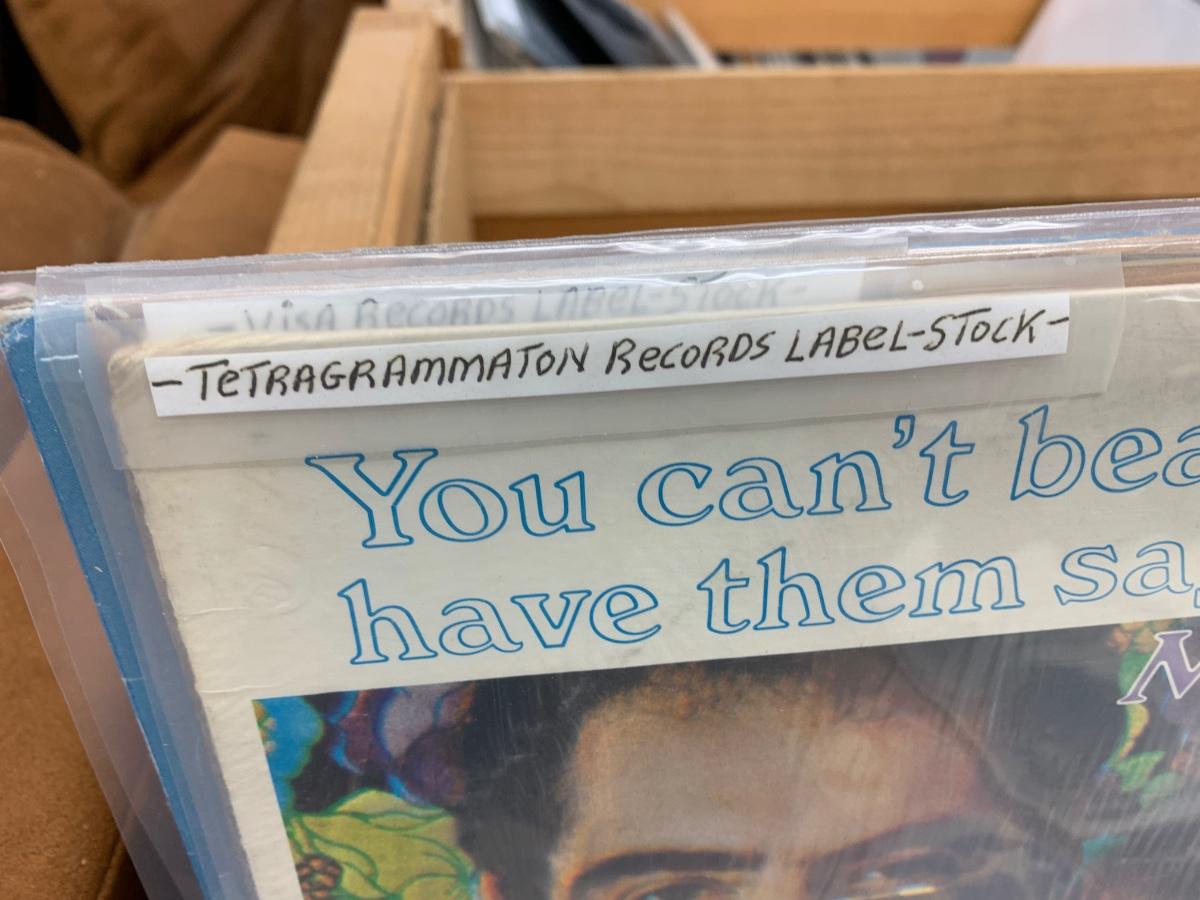 -VISA RECORDS LABEL-STOCK-
-TETRAGRAMMATON RECORDS LABEL-STOCK-
You can't bea
have them sa
M